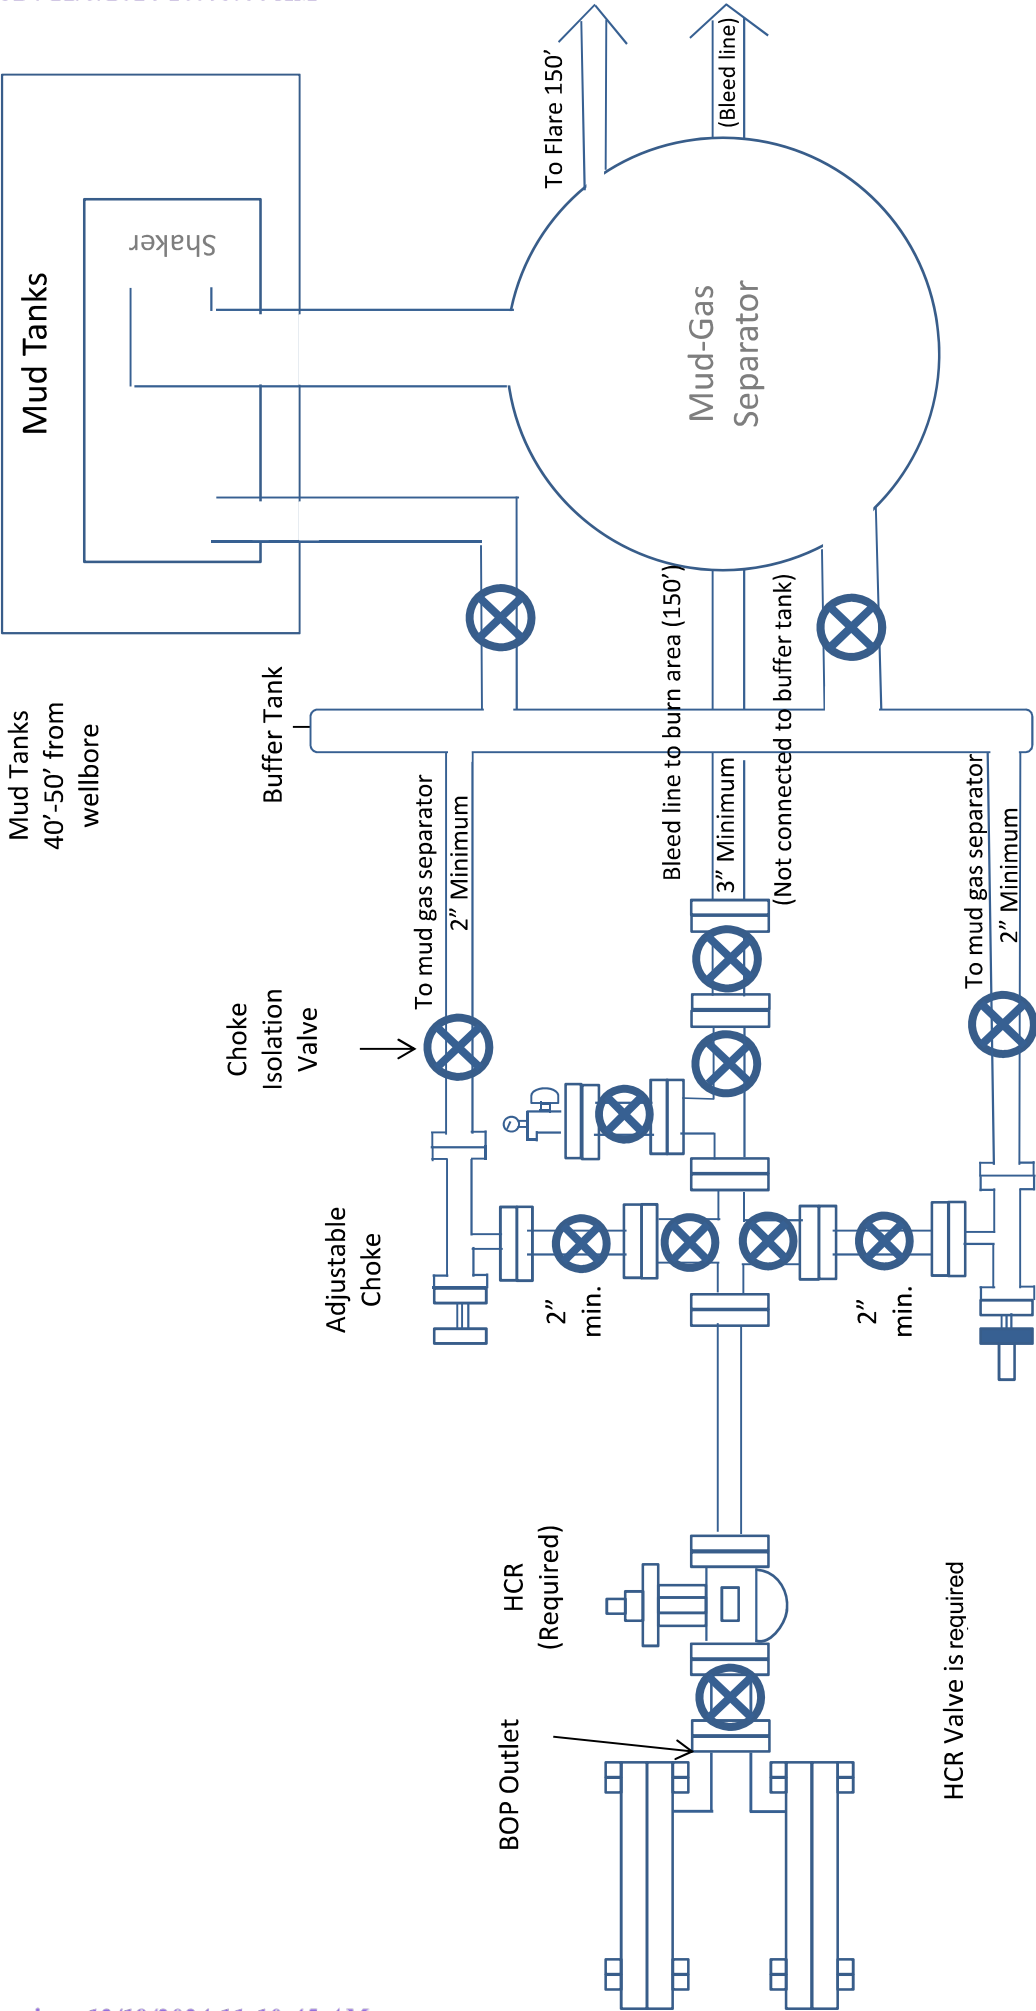 Mud Tanks
Shaker
To Flare 150’
(Bleed line)
Mud-Gas
Separator
Mud Tanks
40’-50’ from
wellbore
Buffer Tank
Bleed line to burn area (150’)
3” Minimum
(Not connected to buffer tank)
To mud gas separator
2” Minimum
To mud gas separator
2” Minimum
Choke
Isolation
Valve
Adjustable
Choke
2”
min.
2”
min.
HCR
(Required)
BOP Outlet
HCR Valve is required